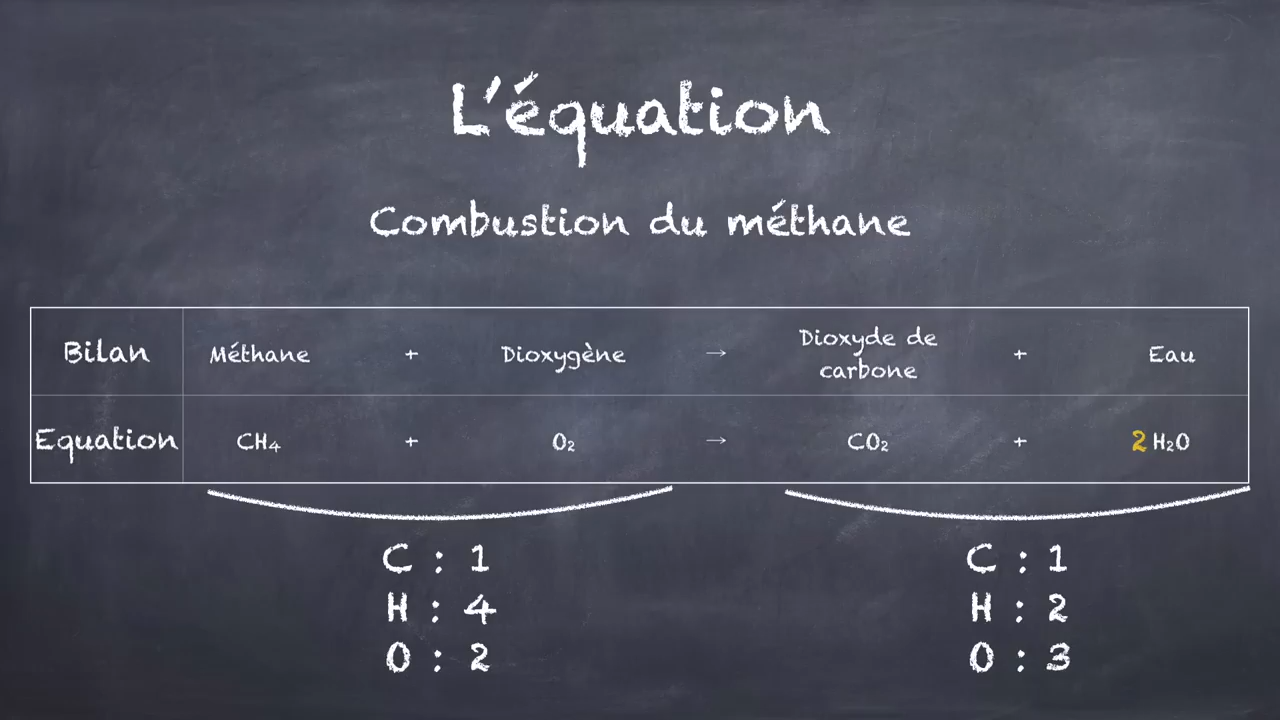 L'équation
Combustion du méthane
Bilan Méthane + Dioxygène → Dioxyde de carbone + Eau
Equation CH₄ + O₂ → CO₂ + 2 H₂O
C : 1
H : 4
O : 2
C : 1
H : 2
O : 3